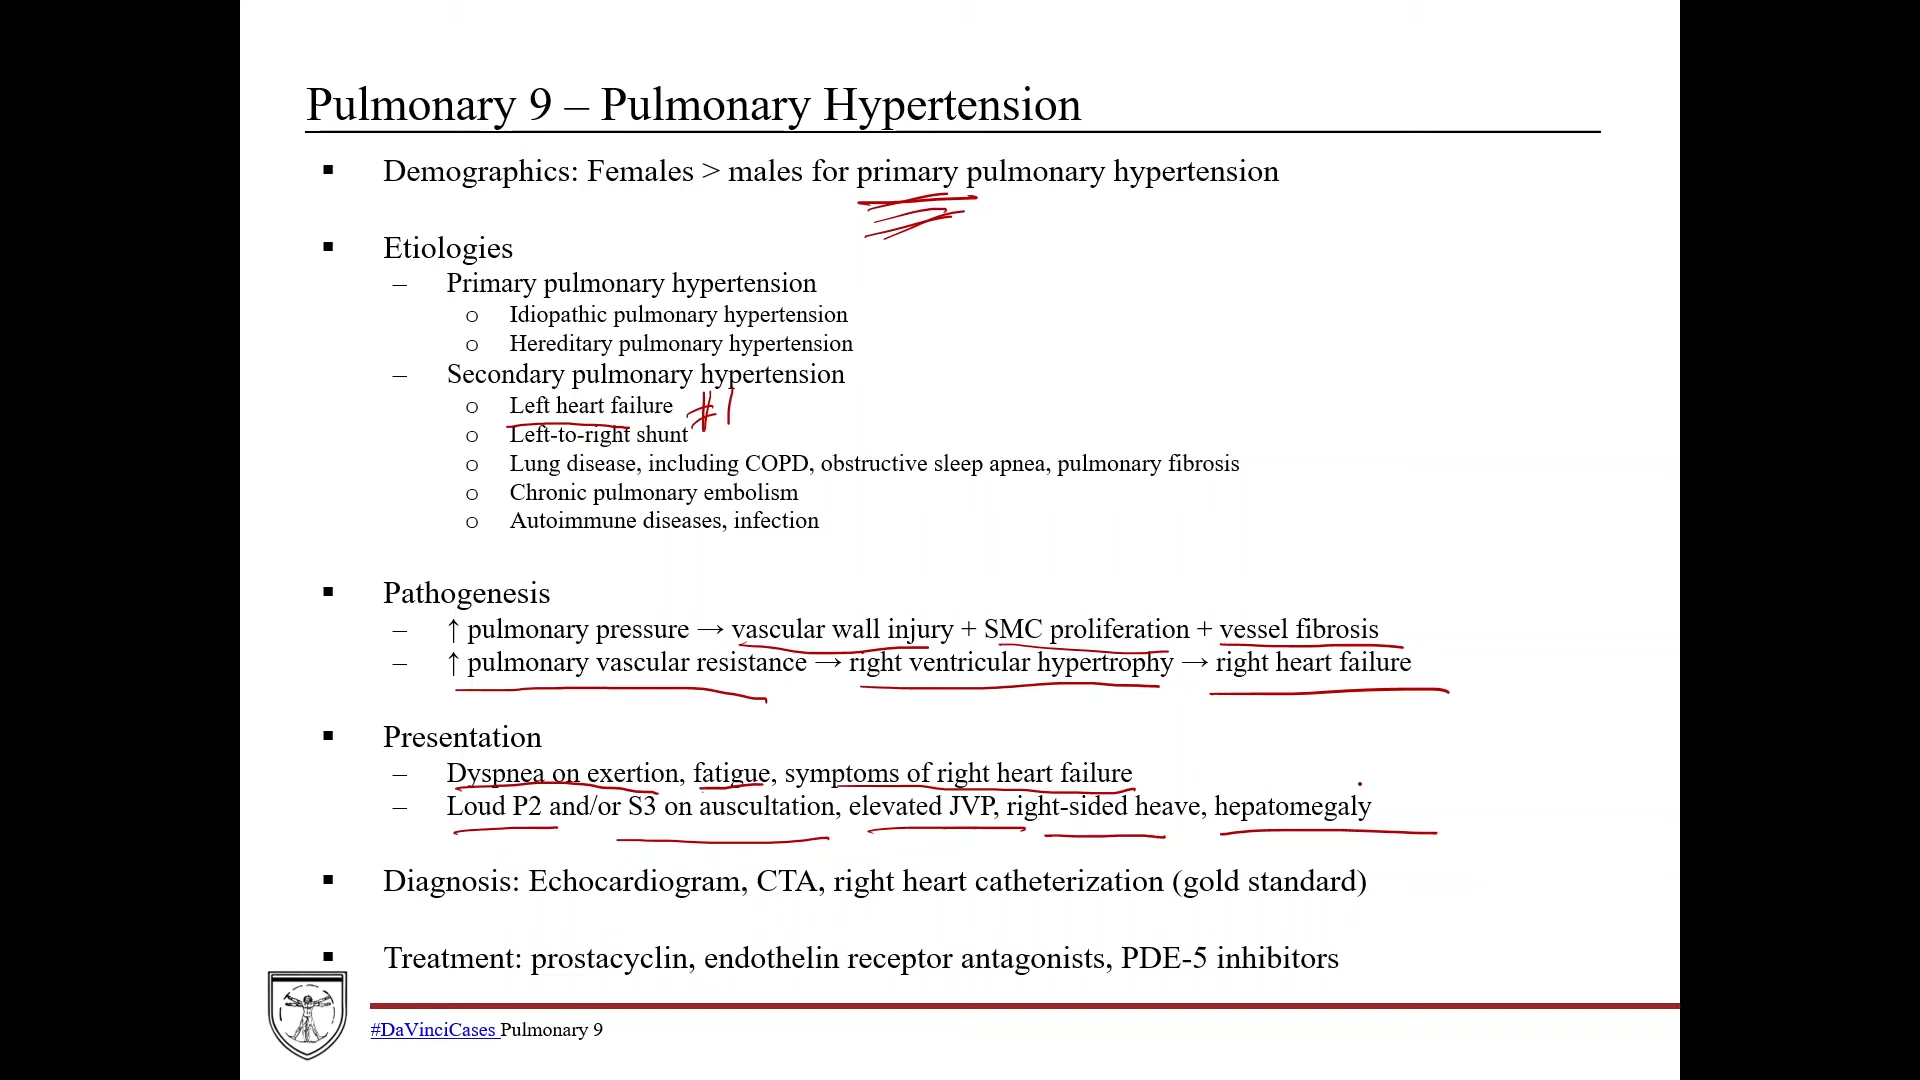 Pulmonary 9 – Pulmonary Hypertension
▪ Demographics: Females > males for primary pulmonary hypertension
▪ Etiologies
– Primary pulmonary hypertension
o Idiopathic pulmonary hypertension
o Hereditary pulmonary hypertension
– Secondary pulmonary hypertension
o Left heart failure #1
o Left-to-right shunt
o Lung disease, including COPD, obstructive sleep apnea, pulmonary fibrosis
o Chronic pulmonary embolism
o Autoimmune diseases, infection
▪ Pathogenesis
– ↑ pulmonary pressure → vascular wall injury + SMC proliferation + vessel fibrosis
– ↑ pulmonary vascular resistance → right ventricular hypertrophy → right heart failure
▪ Presentation
– Dyspnea on exertion, fatigue, symptoms of right heart failure
– Loud P2 and/or S3 on auscultation, elevated JVP, right-sided heave, hepatomegaly
▪ Diagnosis: Echocardiogram, CTA, right heart catheterization (gold standard)
▪ Treatment: prostacyclin, endothelin receptor antagonists, PDE-5 inhibitors
#DaVinciCases Pulmonary 9